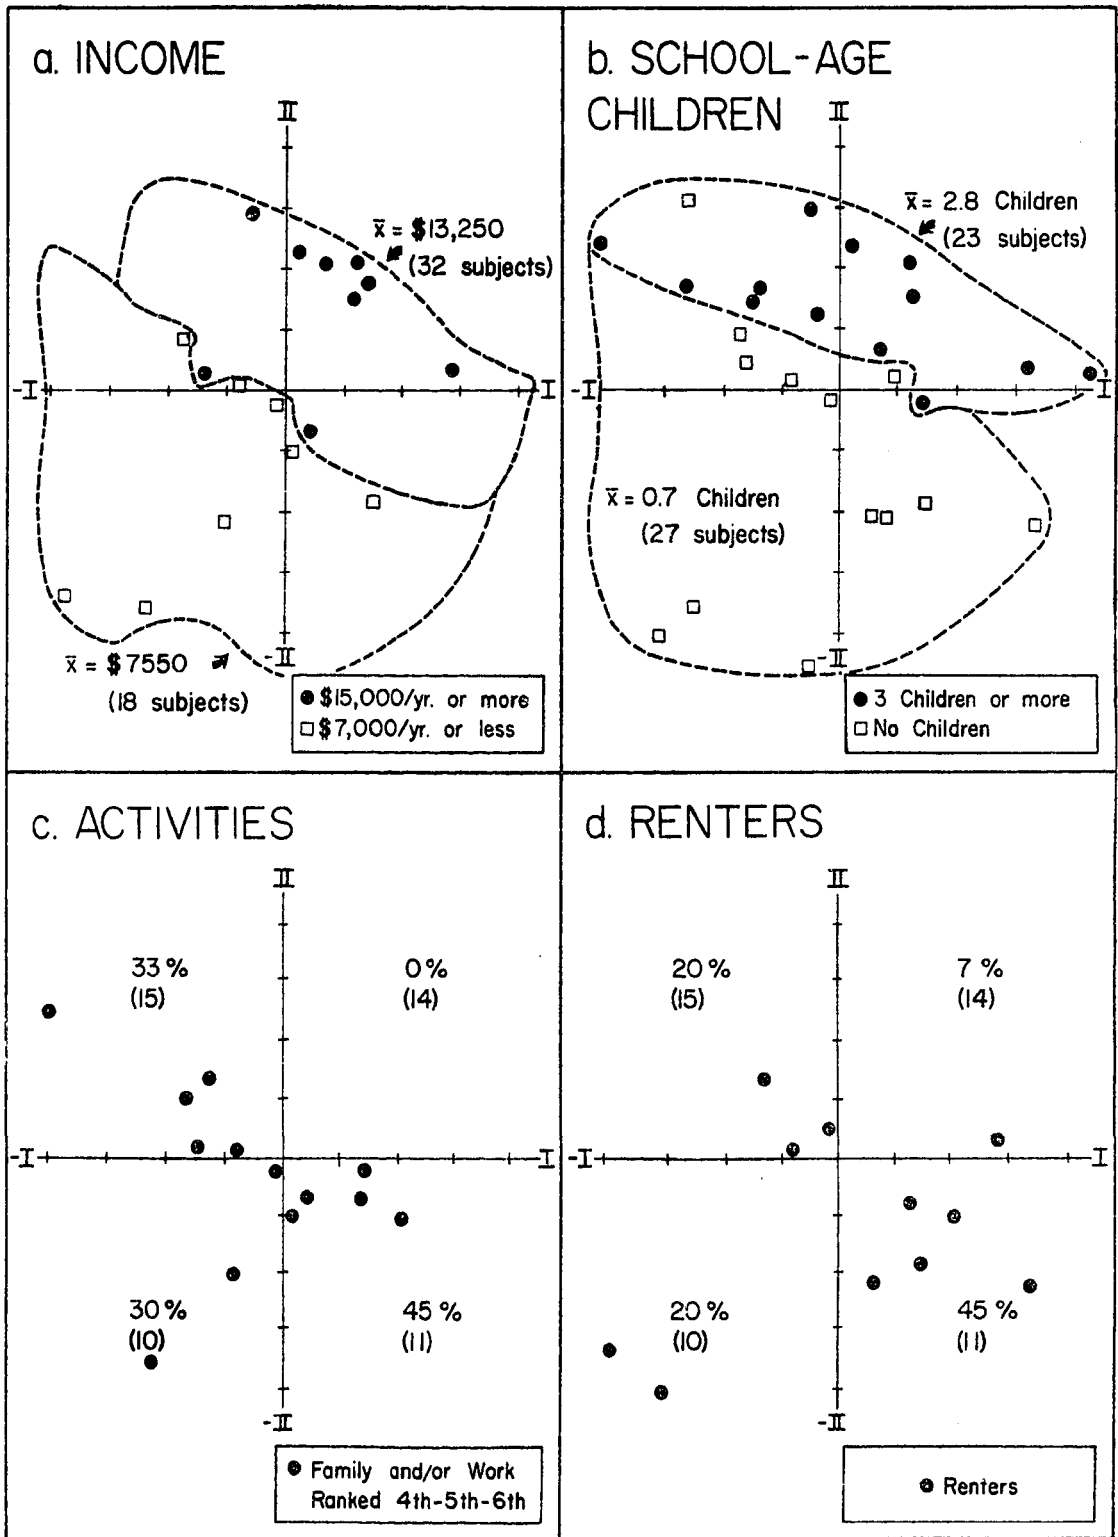 a. INCOME
II
x̄ = $13,250
(32 subjects)
-I
I
x̄ = $7550
(18 subjects)
-II
● $15,000/yr. or more
□ $7,000/yr. or less
b. SCHOOL-AGE
CHILDREN
II
x̄ = 2.8 Children
(23 subjects)
-I
I
x̄ = 0.7 Children
(27 subjects)
-II
● 3 Children or more
□ No Children
c. ACTIVITIES
II
33%
(15)
0%
(14)
-I
I
30%
(10)
45%
(11)
-II
● Family and/or Work
Ranked 4th-5th-6th
d. RENTERS
II
20%
(15)
7%
(14)
-I
I
20%
(10)
45%
(11)
-II
● Renters